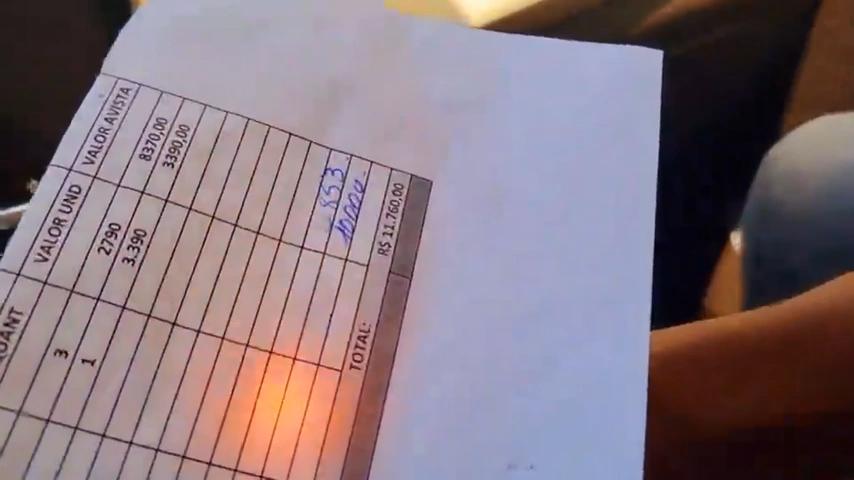 QUANT VALOR UND VALOR AVISTA
3 2790 8370,00
1 3.390 3390,00
853
10000
TOTAL: R$ 11.760,00